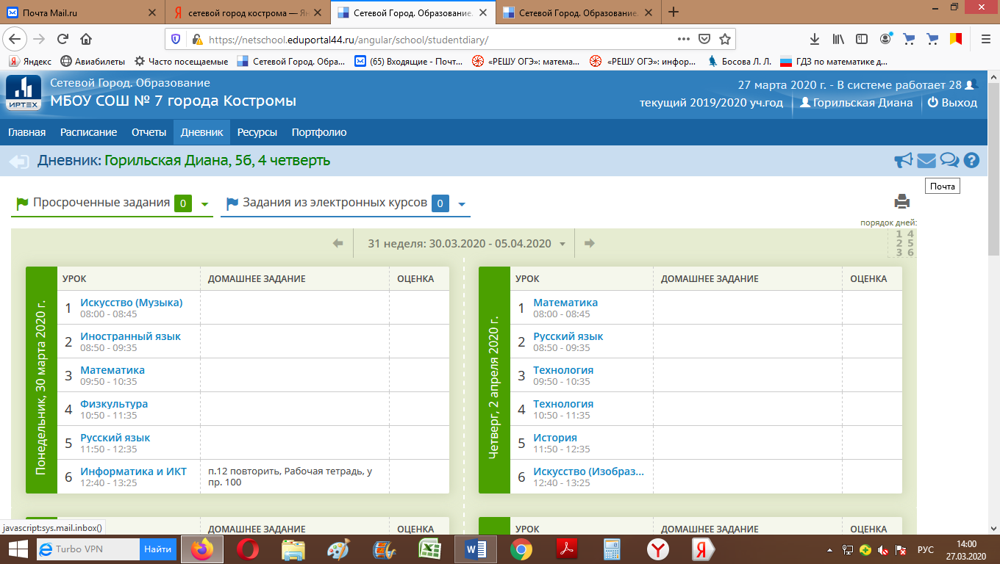 Почта Mail.ru
сетевой город кострома — Ян
Сетевой Город. Образование.
Сетевой Город. Образование.
https://netschool.eduportal44.ru/angular/school/studentdiary/
Яндекс
Авиабилеты
Часто посещаемые
Сетевой Город. Обра...
(65) Входящие - Почт...
«РЕШУ ОГЭ»: матема...
«РЕШУ ОГЭ»: инфор...
Босова Л. Л.
ГДЗ по математике д...
ИРТЕХ
Сетевой Город. Образование
МБОУ СОШ № 7 города Костромы
27 марта 2020 г. - В системе работает 28
текущий 2019/2020 уч.год
Горильская Диана
Выход
Главная
Расписание
Отчеты
Дневник
Ресурсы
Портфолио
Дневник: Горильская Диана, 5б, 4 четверть
Почта
Просроченные задания 0
Задания из электронных курсов 0
порядок дней:
1 4
2 5
3 6
31 неделя: 30.03.2020 - 05.04.2020
Понедельник, 30 марта 2020 г.
УРОК ДОМАШНЕЕ ЗАДАНИЕ ОЦЕНКА
1 Искусство (Музыка)
08:00 - 08:45
2 Иностранный язык
08:50 - 09:35
3 Математика
09:50 - 10:35
4 Физкультура
10:50 - 11:35
5 Русский язык
11:50 - 12:35
6 Информатика и ИКТ
12:40 - 13:25
п.12 повторить, Рабочая тетрадь, у
пр. 100
Четверг, 2 апреля 2020 г.
УРОК ДОМАШНЕЕ ЗАДАНИЕ ОЦЕНКА
1 Математика
08:00 - 08:45
2 Русский язык
08:50 - 09:35
3 Технология
09:50 - 10:35
4 Технология
10:50 - 11:35
5 История
11:50 - 12:35
6 Искусство (Изобраз...
12:40 - 13:25
ДОМАШНЕЕ ЗАДАНИЕ ОЦЕНКА
УРОК ДОМАШНЕЕ ЗАДАНИЕ ОЦЕНКА
javascript:sys.mail.inbox()
Turbo VPN
Найти
РУС
14:00
27.03.2020